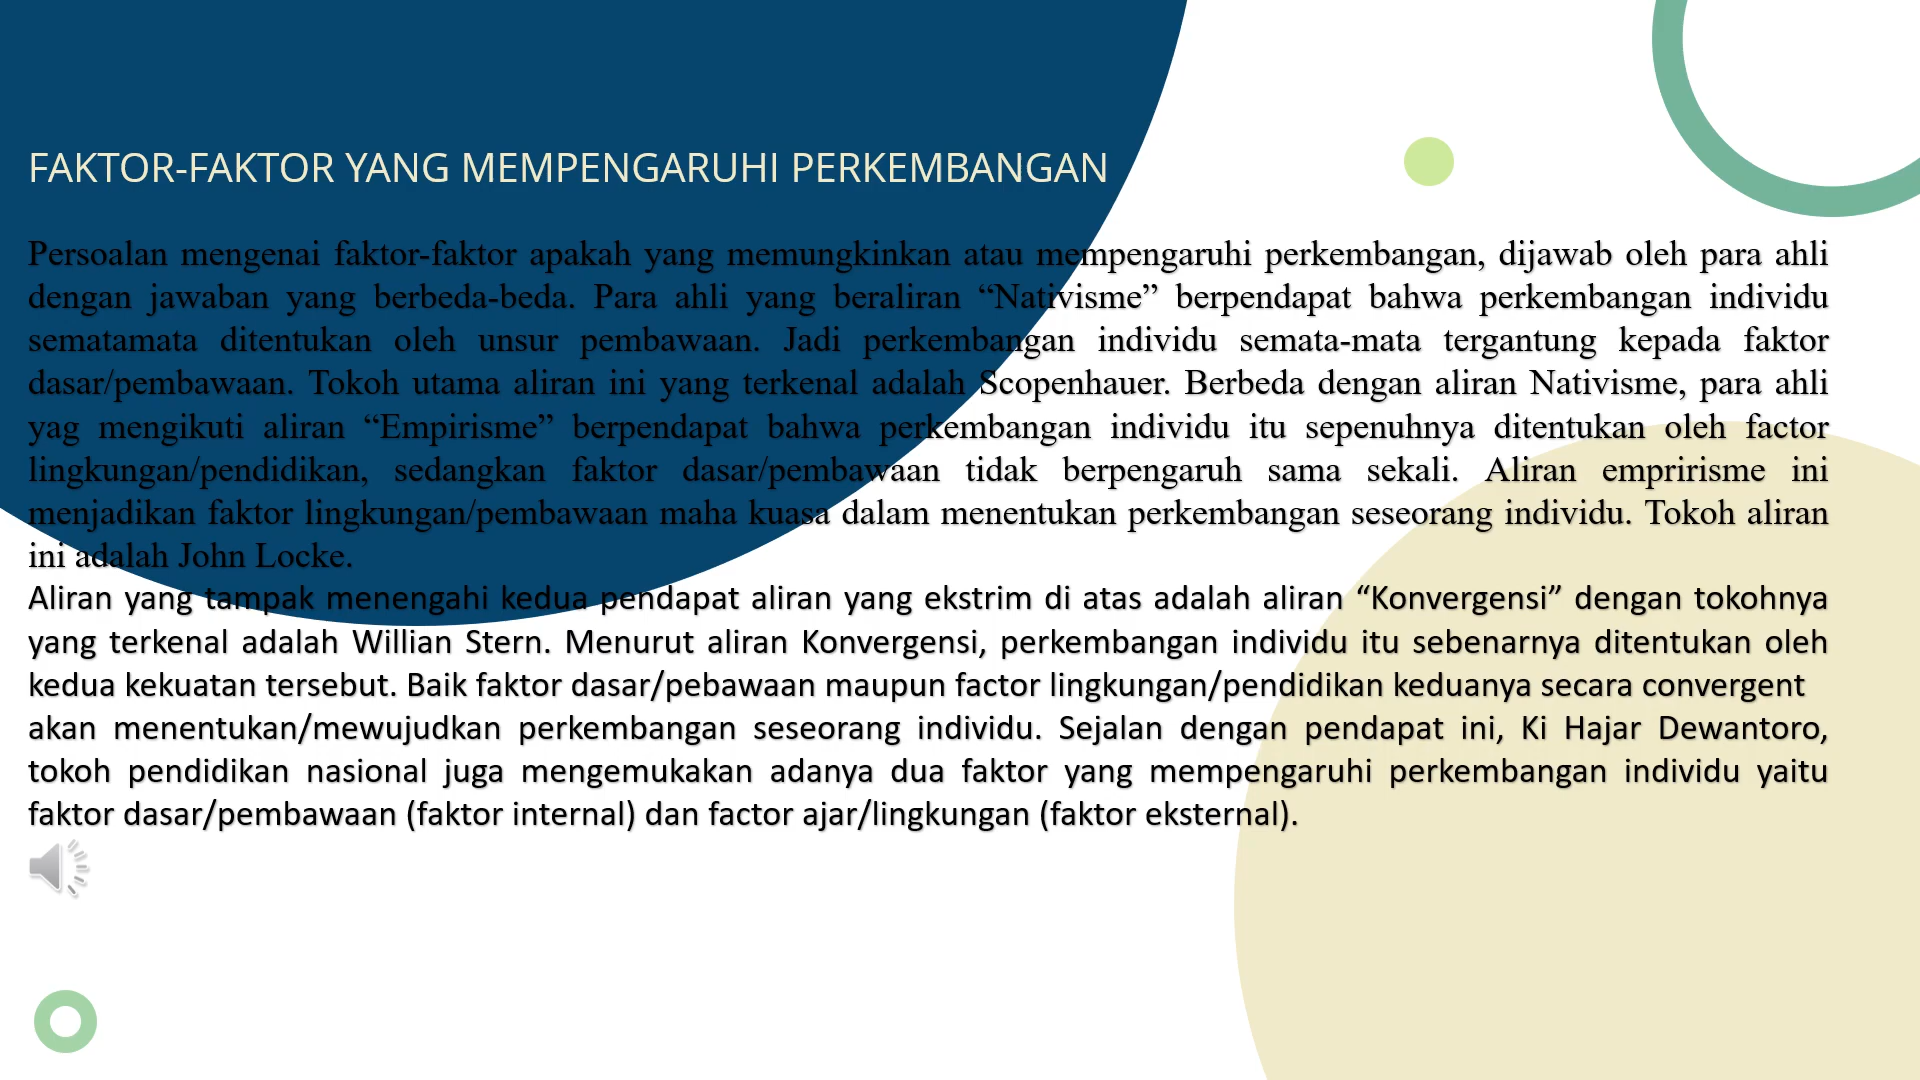 FAKTOR-FAKTOR YANG MEMPENGARUHI PERKEMBANGAN
Persoalan mengenai faktor-faktor apakah yang memungkinkan atau mempengaruhi perkembangan, dijawab oleh para ahli
dengan jawaban yang berbeda-beda. Para ahli yang beraliran “Nativisme” berpendapat bahwa perkembangan individu
sematamata ditentukan oleh unsur pembawaan. Jadi perkembangan individu semata-mata tergantung kepada faktor
dasar/pembawaan. Tokoh utama aliran ini yang terkenal adalah Scopenhauer. Berbeda dengan aliran Nativisme, para ahli
yag mengikuti aliran “Empirisme” berpendapat bahwa perkembangan individu itu sepenuhnya ditentukan oleh factor
lingkungan/pendidikan, sedangkan faktor dasar/pembawaan tidak berpengaruh sama sekali. Aliran empririsme ini
menjadikan faktor lingkungan/pembawaan maha kuasa dalam menentukan perkembangan seseorang individu. Tokoh aliran
ini adalah John Locke.
Aliran yang tampak menengahi kedua pendapat aliran yang ekstrim di atas adalah aliran “Konvergensi” dengan tokohnya
yang terkenal adalah Willian Stern. Menurut aliran Konvergensi, perkembangan individu itu sebenarnya ditentukan oleh
kedua kekuatan tersebut. Baik faktor dasar/pebawaan maupun factor lingkungan/pendidikan keduanya secara convergent
akan menentukan/mewujudkan perkembangan seseorang individu. Sejalan dengan pendapat ini, Ki Hajar Dewantoro,
tokoh pendidikan nasional juga mengemukakan adanya dua faktor yang mempengaruhi perkembangan individu yaitu
faktor dasar/pembawaan (faktor internal) dan factor ajar/lingkungan (faktor eksternal).